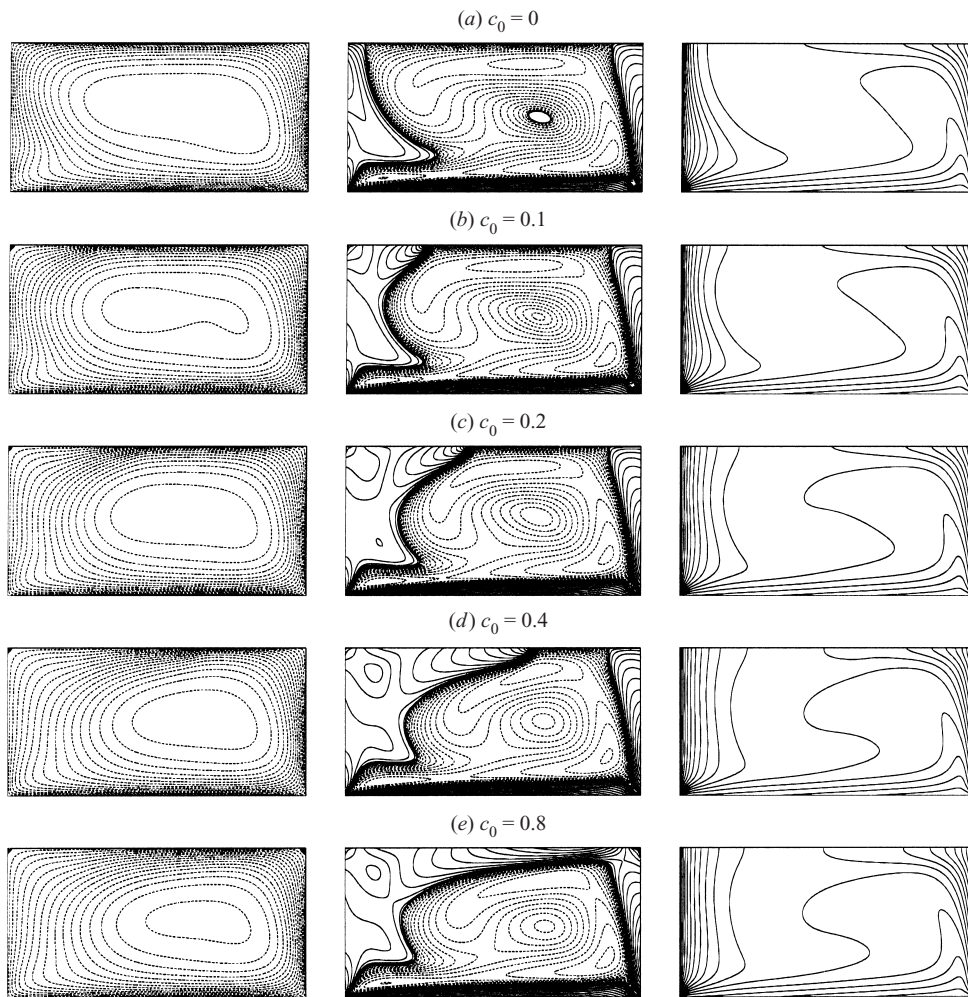 (a) c₀ = 0
(b) c₀ = 0.1
(c) c₀ = 0.2
(d) c₀ = 0.4
(e) c₀ = 0.8